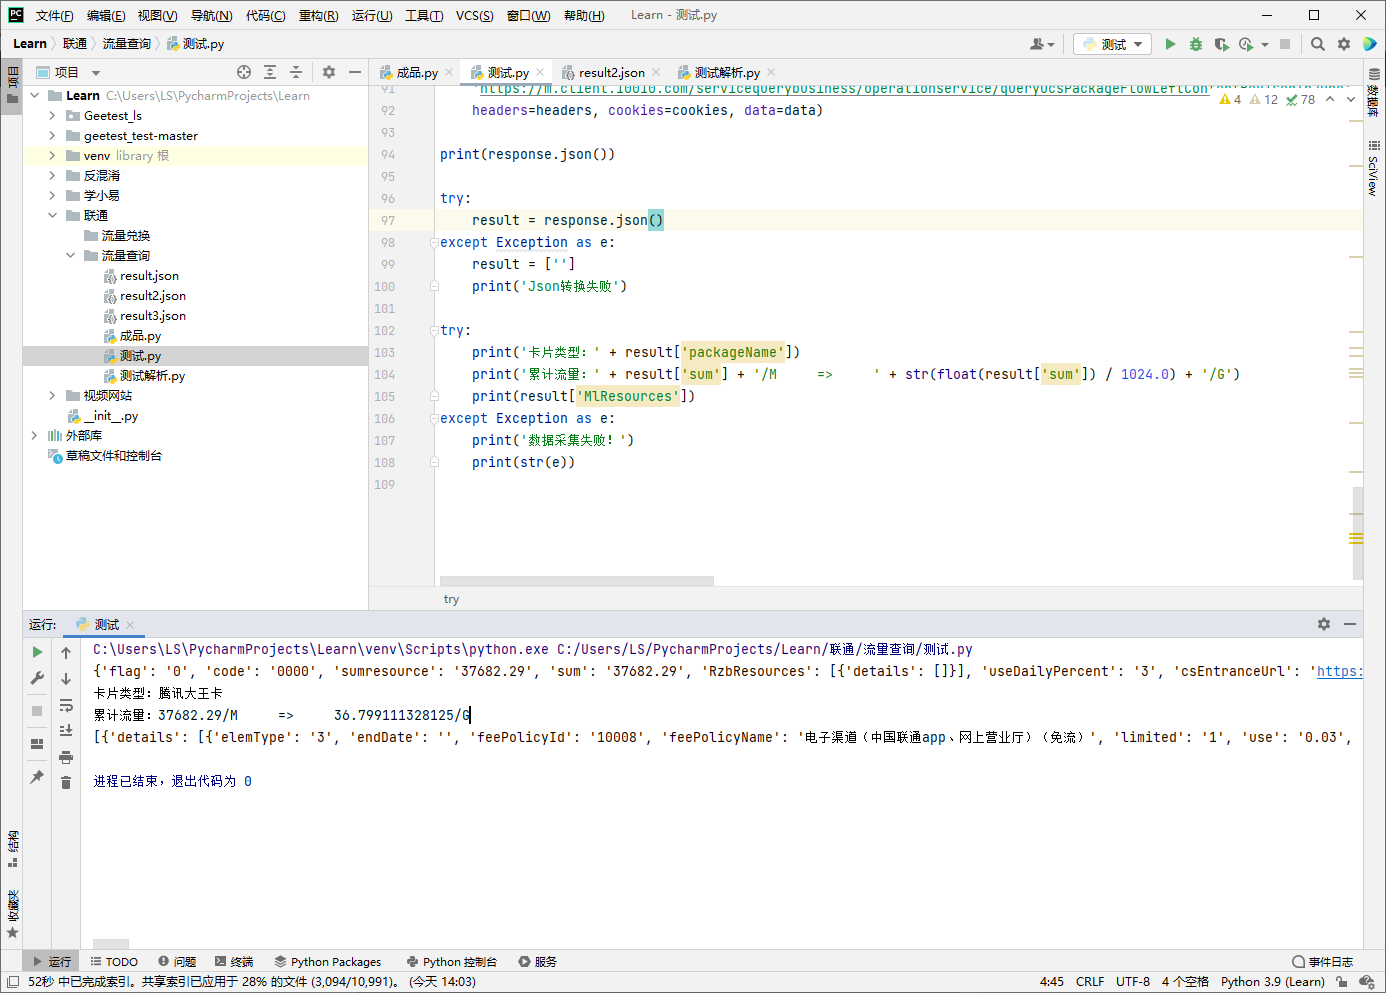 文件(F) 编辑(E) 视图(V) 导航(N) 代码(C) 重构(R) 运行(U) 工具(T) VCS(S) 窗口(W) 帮助(H) Learn - 测试.py
Learn 联通 流量查询 测试.py 测试
项目
项目
成品.py 测试.py result2.json 测试解析.py
Learn C:\Users\LS\PycharmProjects\Learn
Geetest_ls
geetest_test-master
venv library 根
反混淆
学小易
联通
流量兑换
流量查询
result.json
result2.json
result3.json
成品.py
测试.py
测试解析.py
视频网站
__init__.py
外部库
草稿文件和控制台
4 12 78
91
92 headers=headers, cookies=cookies, data=data)
93
94 print(response.json())
95
96 try:
97 result = response.json()
98 except Exception as e:
99 result = ['']
100 print('Json转换失败')
101
102 try:
103 print('卡片类型：' + result['packageName'])
104 print('累计流量：' + result['sum'] + '/M => ' + str(float(result['sum']) / 1024.0) + '/G')
105 print(result['MlResources'])
106 except Exception as e:
107 print('数据采集失败！')
108 print(str(e))
109
try
数据库
SciView
运行: 测试
C:\Users\LS\PycharmProjects\Learn\venv\Scripts\python.exe C:/Users/LS/PycharmProjects/Learn/联通/流量查询/测试.py
{'flag': '0', 'code': '0000', 'sumresource': '37682.29', 'sum': '37682.29', 'RzbResources': [{'details': []}], 'useDailyPercent': '3', 'csEntranceUrl': 'https:
卡片类型：腾讯大王卡
累计流量：37682.29/M => 36.799111328125/G
[{'details': [{'elemType': '3', 'endDate': '', 'feePolicyId': '10008', 'feePolicyName': '电子渠道（中国联通app、网上营业厅）（免流）', 'limited': '1', 'use': '0.03',
进程已结束，退出代码为 0
结构
收藏夹
运行 TODO 问题 终端 Python Packages Python 控制台 服务 事件日志
52秒 中已完成索引。共享索引已应用于 28% 的文件 (3,094/10,991)。 (今天 14:03) 4:45 CRLF UTF-8 4 个空格 Python 3.9 (Learn)